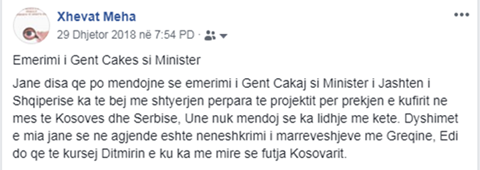 Xhevat Meha
29 Dhjetor 2018 në 7:54 PD ·
Emerimi i Gent Cakes si Minister
Jane disa qe po mendojne se emerimi i Gent Cakaj si Minister i Jashten i
Shqiperise ka te bej me shtyerjen perpara te projektit per prekjen e kufirit ne
mes te Kosoves dhe Serbise, Une nuk mendoj se ka lidhje me kete. Dyshimet
e mia jane se ne agjende eshte neneshkrimi i marreveshjeve me Greqine, Edi
do qe te kursej Ditmirin e ku ka me mire se futja Kosovarit.